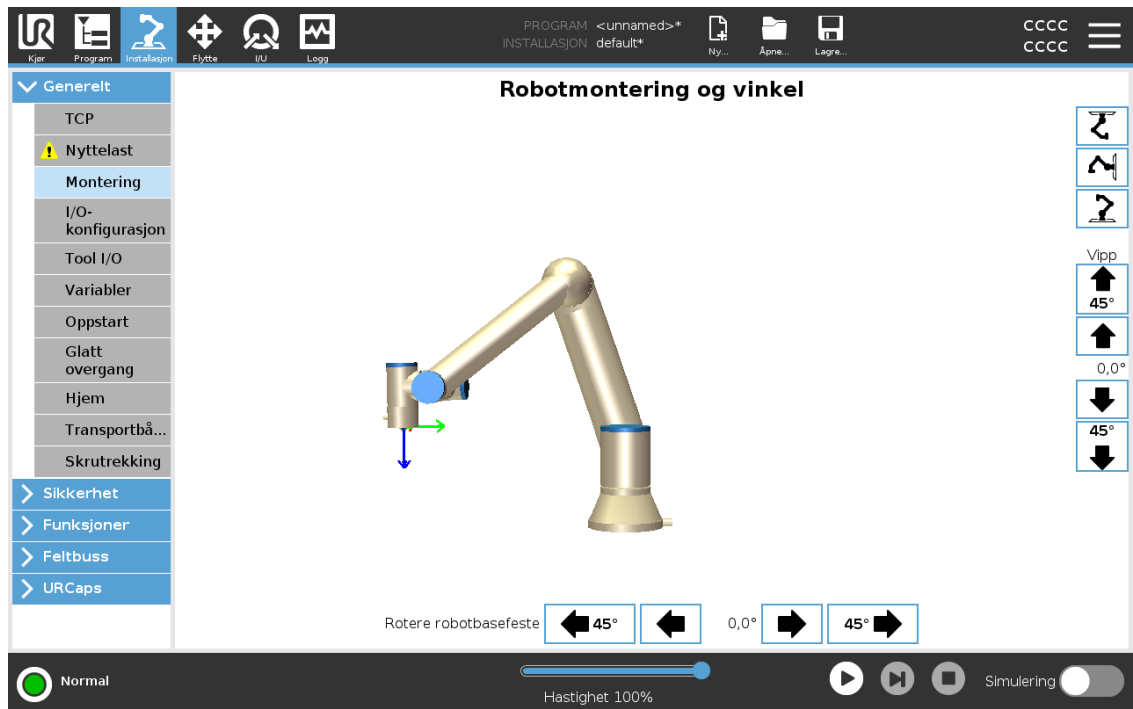 PROGRAM <unnamed>*
INSTALLASJON default*
CCCC
CCCC
Kjør Program Installasjon Flytte I/U Logg
Ny... Åpne... Lagre...
Generelt
TCP
Nyttelast
Montering
I/O-
konfigurasjon
Tool I/O
Variabler
Oppstart
Glatt
overgang
Hjem
Transportbå...
Skrutrekking
Sikkerhet
Funksjoner
Feltbuss
URCaps
Robotmontering og vinkel
Vipp
45°
0,0°
45°
Rotere robotbasefeste 45° 0,0° 45°
Normal
Hastighet 100%
Simulering